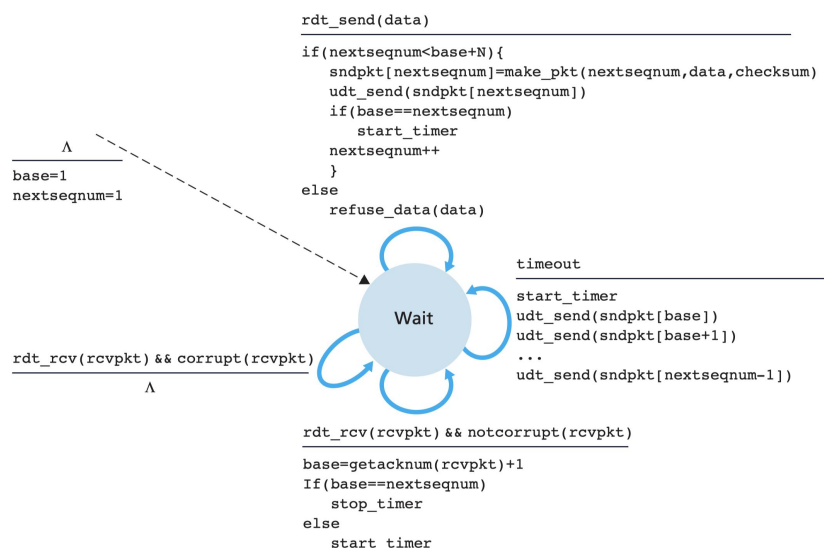 rdt_send(data)
if(nextseqnum<base+N){
sndpkt[nextseqnum]=make_pkt(nextseqnum,data,checksum)
udt_send(sndpkt[nextseqnum])
if(base==nextseqnum)
start_timer
nextseqnum++
}
else
refuse_data(data)
Λ
base=1
nextseqnum=1
timeout
start_timer
udt_send(sndpkt[base])
udt_send(sndpkt[base+1])
...
udt_send(sndpkt[nextseqnum-1])
Wait
rdt_rcv(rcvpkt) && corrupt(rcvpkt)
Λ
rdt_rcv(rcvpkt) && notcorrupt(rcvpkt)
base=getacknum(rcvpkt)+1
If(base==nextseqnum)
stop_timer
else
start timer